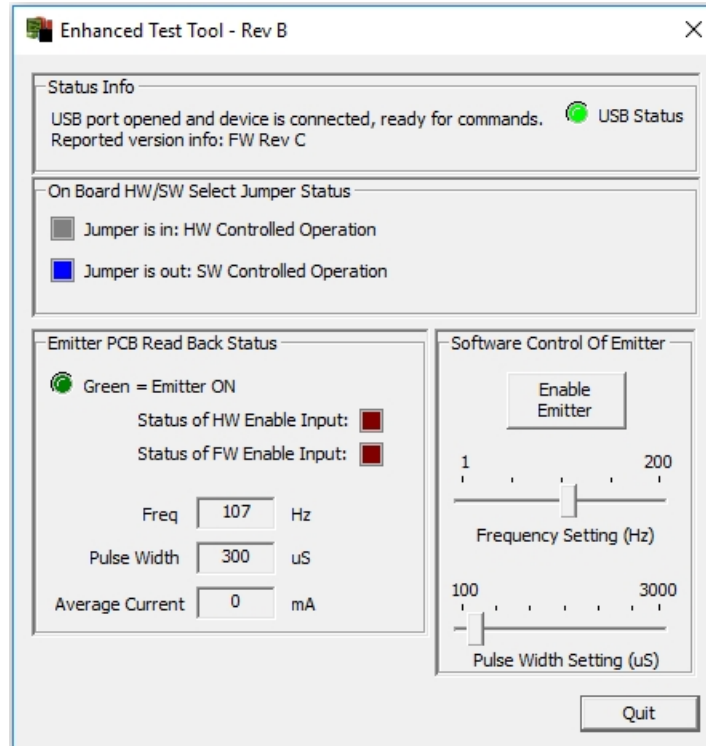 Enhanced Test Tool - Rev B
Status Info
USB port opened and device is connected, ready for commands.
USB Status
Reported version info: FW Rev C
On Board HW/SW Select Jumper Status
Jumper is in: HW Controlled Operation
Jumper is out: SW Controlled Operation
Emitter PCB Read Back Status
Green = Emitter ON
Status of HW Enable Input:
Status of FW Enable Input:
Freq 107 Hz
Pulse Width 300 uS
Average Current 0 mA
Software Control Of Emitter
Enable
Emitter
1 200
Frequency Setting (Hz)
100 3000
Pulse Width Setting (uS)
Quit